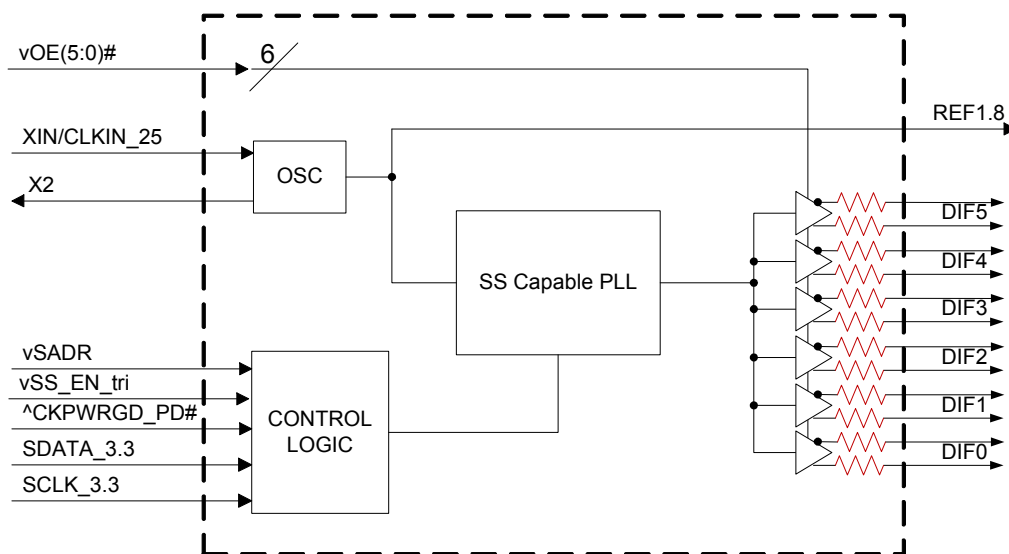 vOE(5:0)#
6
XIN/CLKIN_25
REF1.8
OSC
X2
DIF5
DIF4
SS Capable PLL
DIF3
vSADR
DIF2
vSS_EN_tri
^CKPWRGD_PD#
CONTROL
LOGIC
DIF1
SDATA_3.3
DIF0
SCLK_3.3